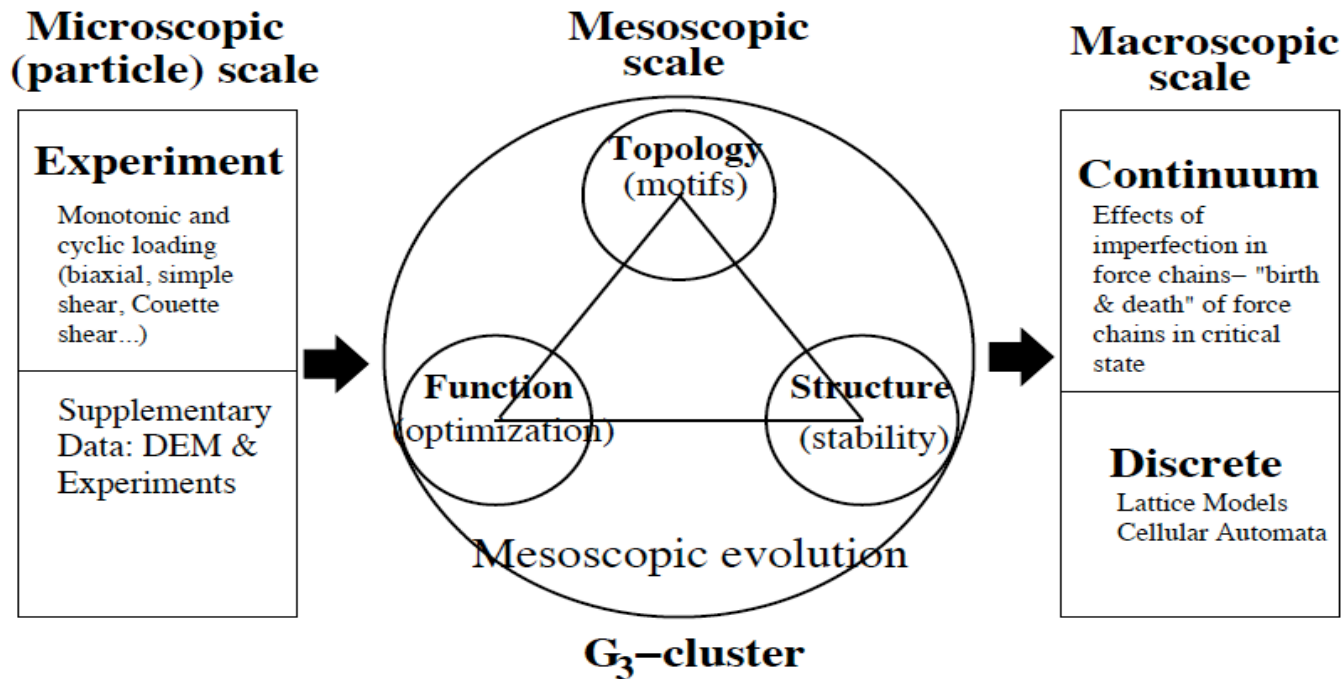 Microscopic
(particle) scale
Experiment
Monotonic and
cyclic loading
(biaxial, simple
shear, Couette
shear...)
Supplementary
Data: DEM &
Experiments
Mesoscopic
scale
Topology
(motifs)
Function
(optimization)
Structure
(stability)
Mesoscopic evolution
G₃−cluster
Macroscopic
scale
Continuum
Effects of
imperfection in
force chains− "birth
& death" of force
chains in critical
state
Discrete
Lattice Models
Cellular Automata